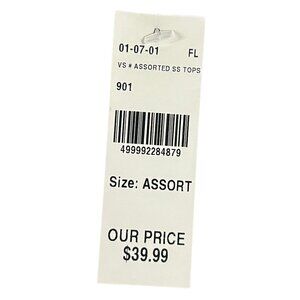 01-07-01 FL
VS # ASSORTED SS TOPS
901
499992284879
Size: ASSORT
OUR PRICE
$39.99